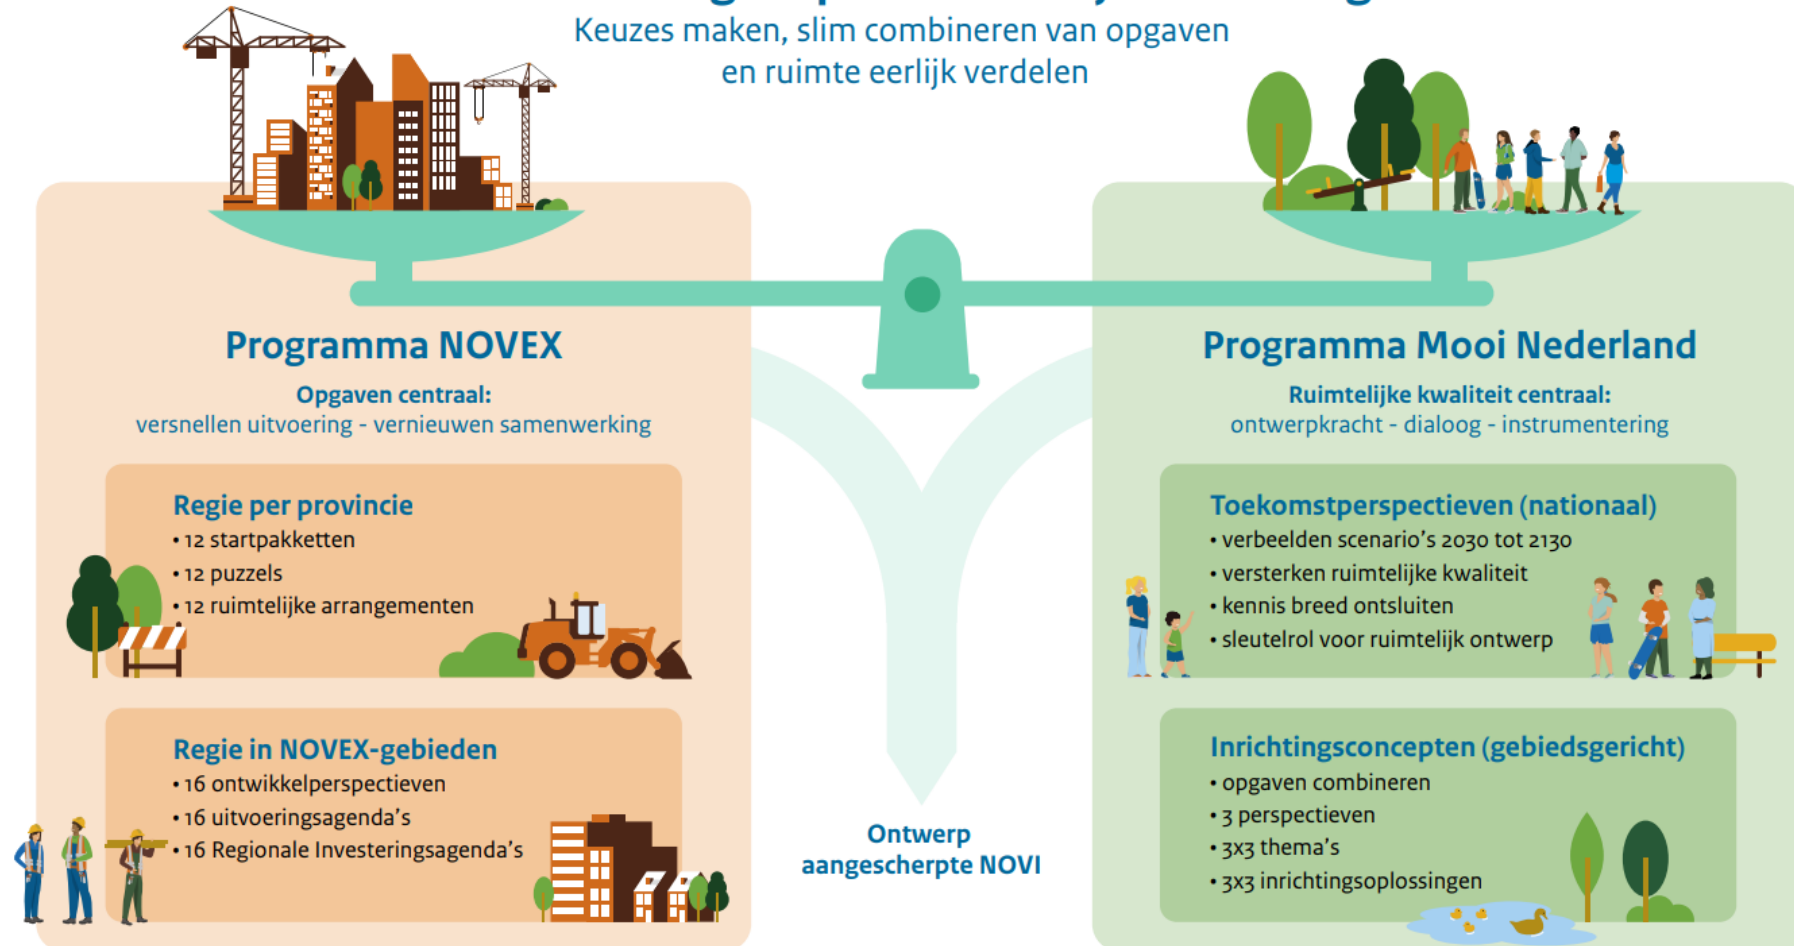 Keuzes maken, slim combineren van opgaven
en ruimte eerlijk verdelen
Programma NOVEX
Opgaven centraal:
versnellen uitvoering - vernieuwen samenwerking
Regie per provincie
• 12 startpakketten
• 12 puzzels
• 12 ruimtelijke arrangementen
Regie in NOVEX-gebieden
• 16 ontwikkelperspectieven
• 16 uitvoeringsagenda's
• 16 Regionale Investeringsagenda's
Ontwerp
aangescherpte NOVI
Programma Mooi Nederland
Ruimtelijke kwaliteit centraal:
ontwerpkracht - dialoog - instrumentering
Toekomstperspectieven (nationaal)
• verbeelden scenario's 2030 tot 2130
• versterken ruimtelijke kwaliteit
• kennis breed ontsluiten
• sleutelrol voor ruimtelijk ontwerp
Inrichtingsconcepten (gebiedsgericht)
• opgaven combineren
• 3 perspectieven
• 3x3 thema's
• 3x3 inrichtingsoplossingen